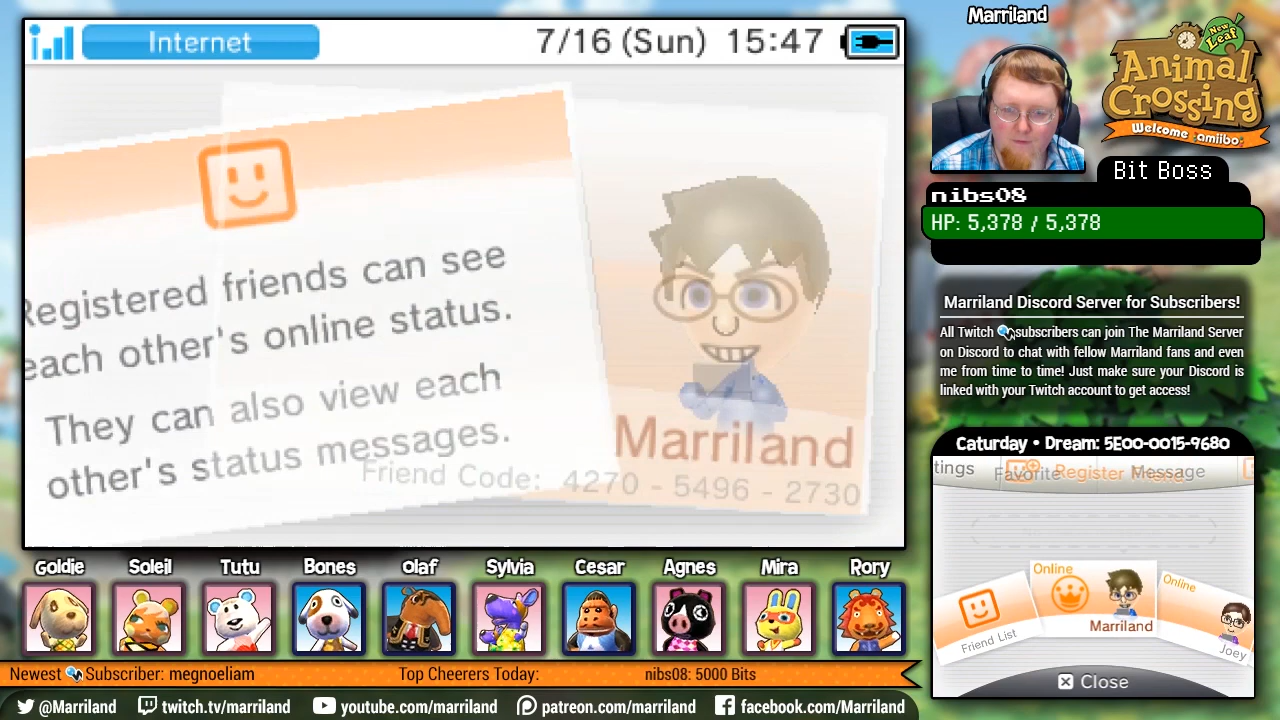 Internet
7/16 (Sun) 15:47
Registered friends can see
each other's online status.
They can also view each
other's status messages.
Marriland
Friend Code: 4270 - 5496 - 2730
Marriland
New Leaf
Animal
Crossing
Welcome amiibo
Bit Boss
nibs08
HP: 5,378 / 5,378
Marriland Discord Server for Subscribers!
All Twitch subscribers can join The Marriland Server
on Discord to chat with fellow Marriland fans and even
me from time to time! Just make sure your Discord is
linked with your Twitch account to get access!
Caturday • Dream: 5E00-0015-9680
tings Favorite Register Message
Online
Online
Friend List
Marriland
Joey
Close
Goldie Soleil Tutu Bones Olaf Sylvia Cesar Agnes Mira Rory
Newest Subscriber: megnoeliam Top Cheerers Today: nibs08: 5000 Bits
@Marriland twitch.tv/marriland youtube.com/marriland patreon.com/marriland facebook.com/Marriland